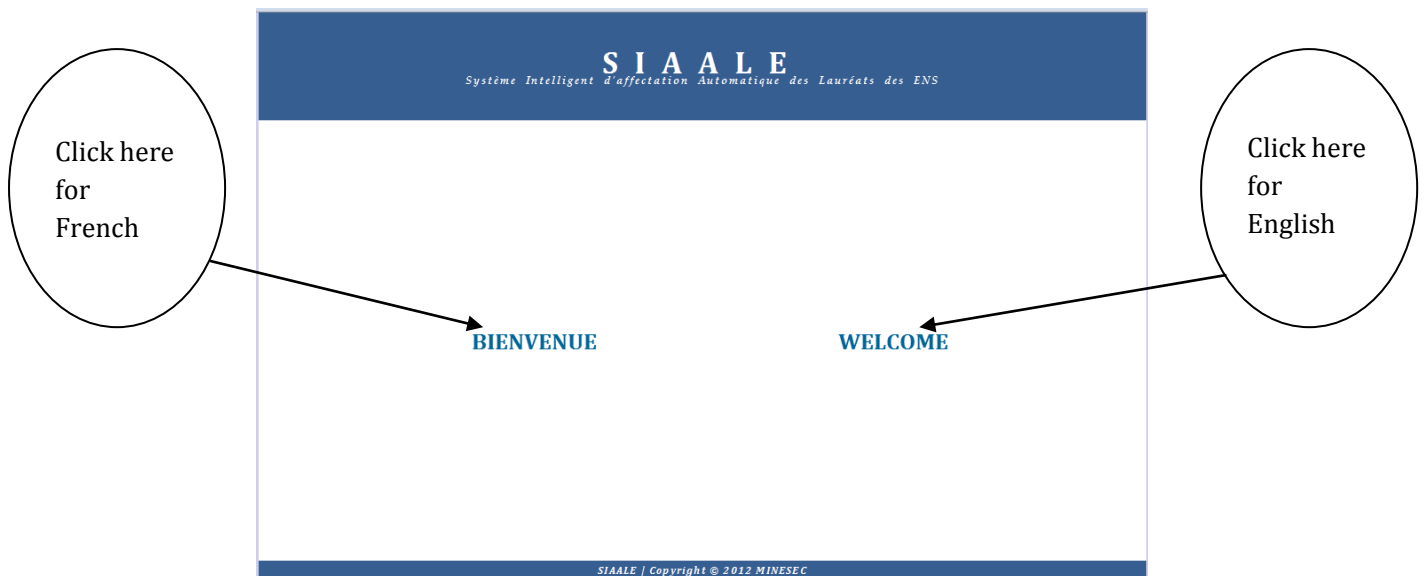 S I A A L E
Système Intelligent d'affectation Automatique des Lauréats des ENS
Click here
for
French
Click here
for
English
BIENVENUE
WELCOME
SIAALE | Copyright © 2012 MINESEC